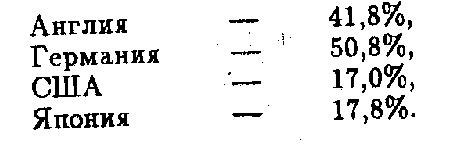 Англия — 41,8%,
Германия — 50,8%,
США — 17,0%,
Япония — 17,8%.